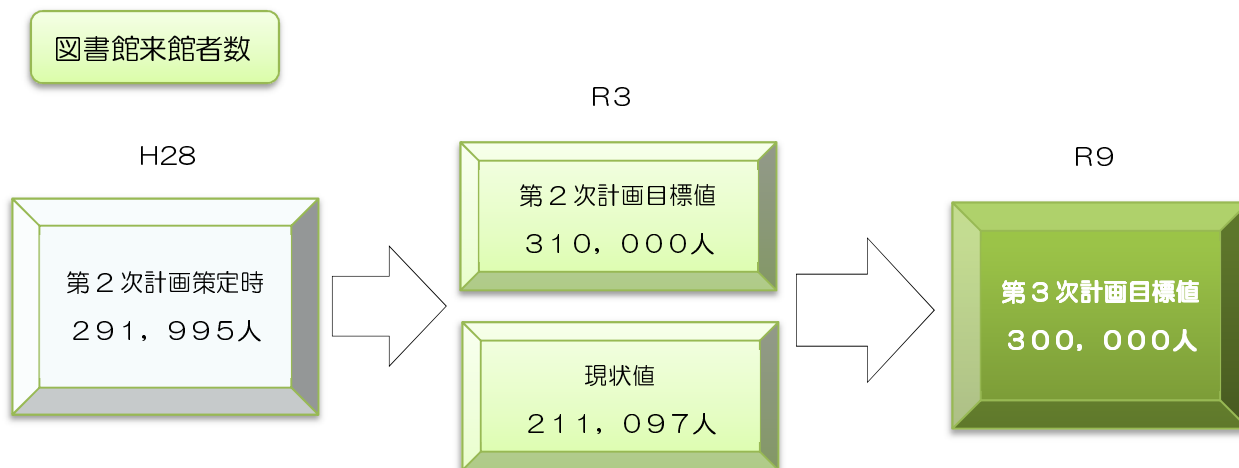 図書館来館者数
H28
第２次計画策定時
２９１，９９５人
R３
第２次計画目標値
３１０，０００人
現状値
２１１，０９７人
R９
第３次計画目標値
３００，０００人